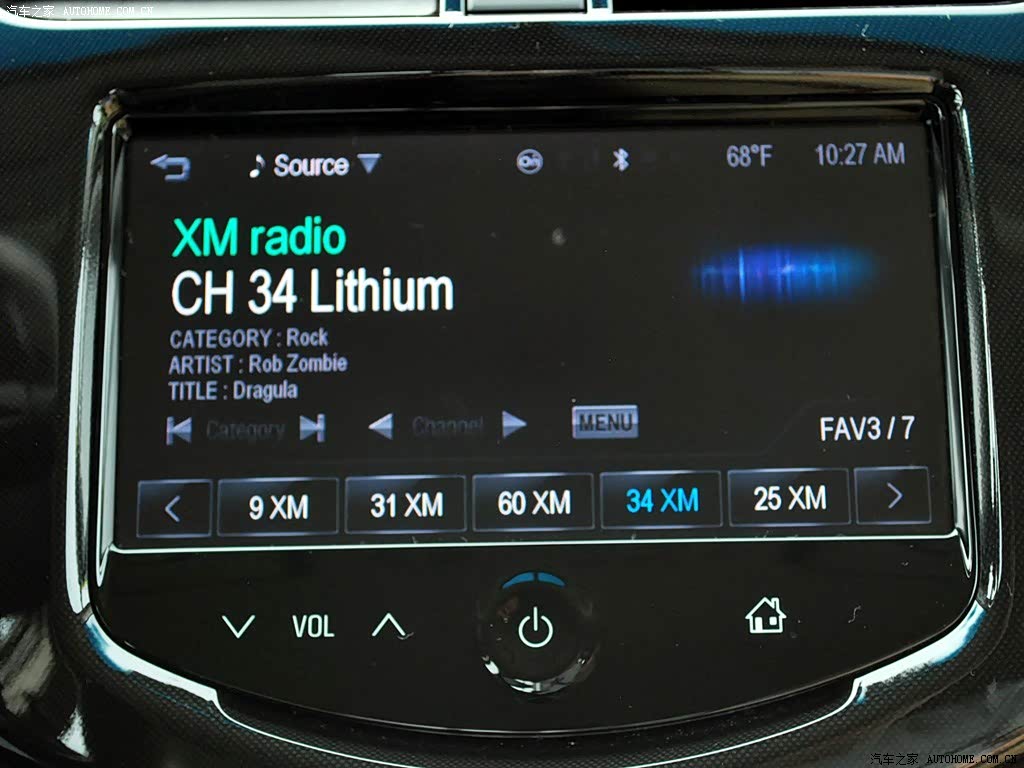 汽车之家 AUTOHOME.COM.CN
Source 68°F 10:27 AM
XM radio
CH 34 Lithium
CATEGORY : Rock
ARTIST : Rob Zombie
TITLE : Dragula
Category Channel MENU FAV3 / 7
9 XM 31 XM 60 XM 34 XM 25 XM
VOL
汽车之家 AUTOHOME.COM.CN